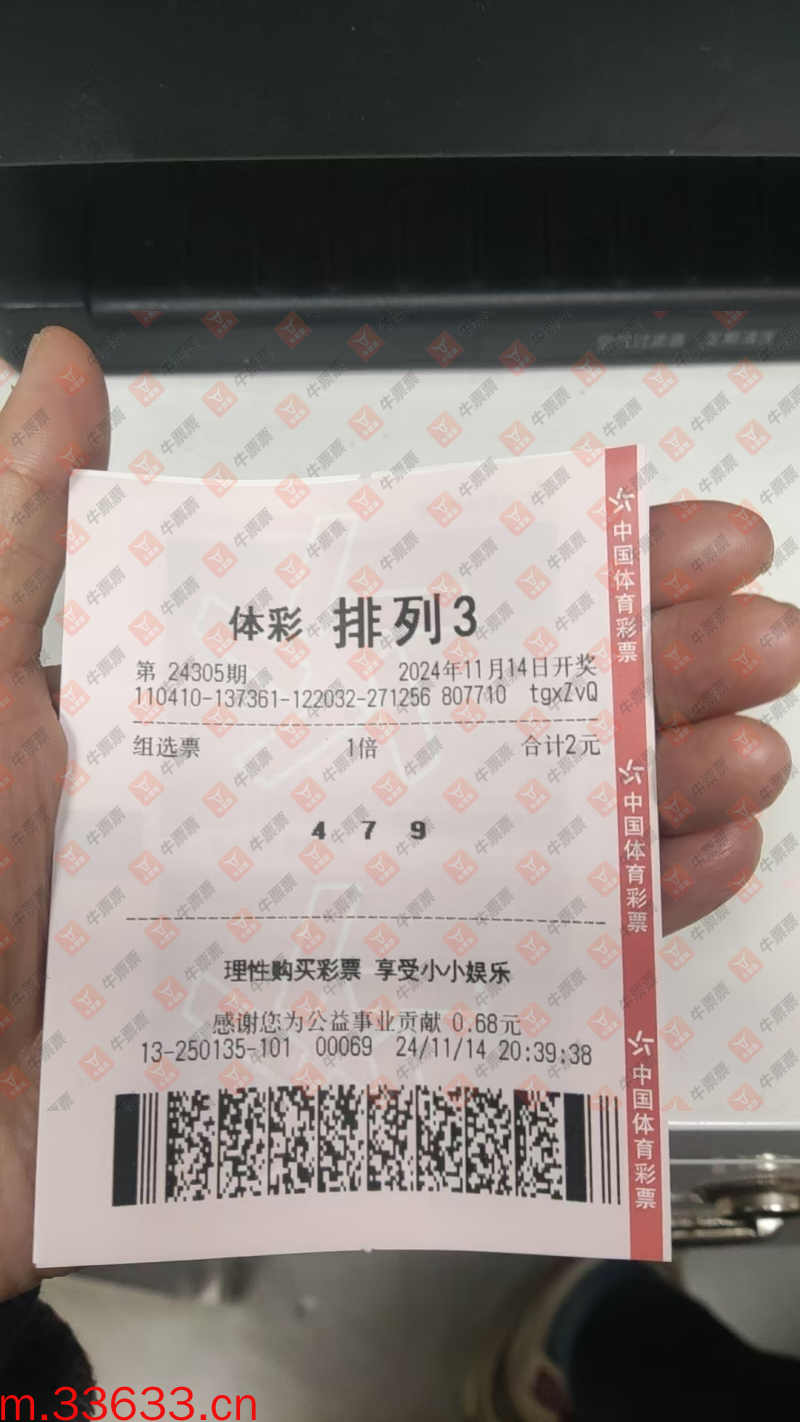 中国体育彩票
体彩 排列3
第 24305期 2024年11月14日开奖
110410-137361-122032-271256 807710 tgxZvQ
组选票 1倍 合计2元
4 7 9
中国体育彩票
理性购买彩票 享受小小娱乐
感谢您为公益事业贡献 0.68元
13-250135-101 00069 24/11/14 20:39:38
中国体育彩票
牛票票
m.33633.cn